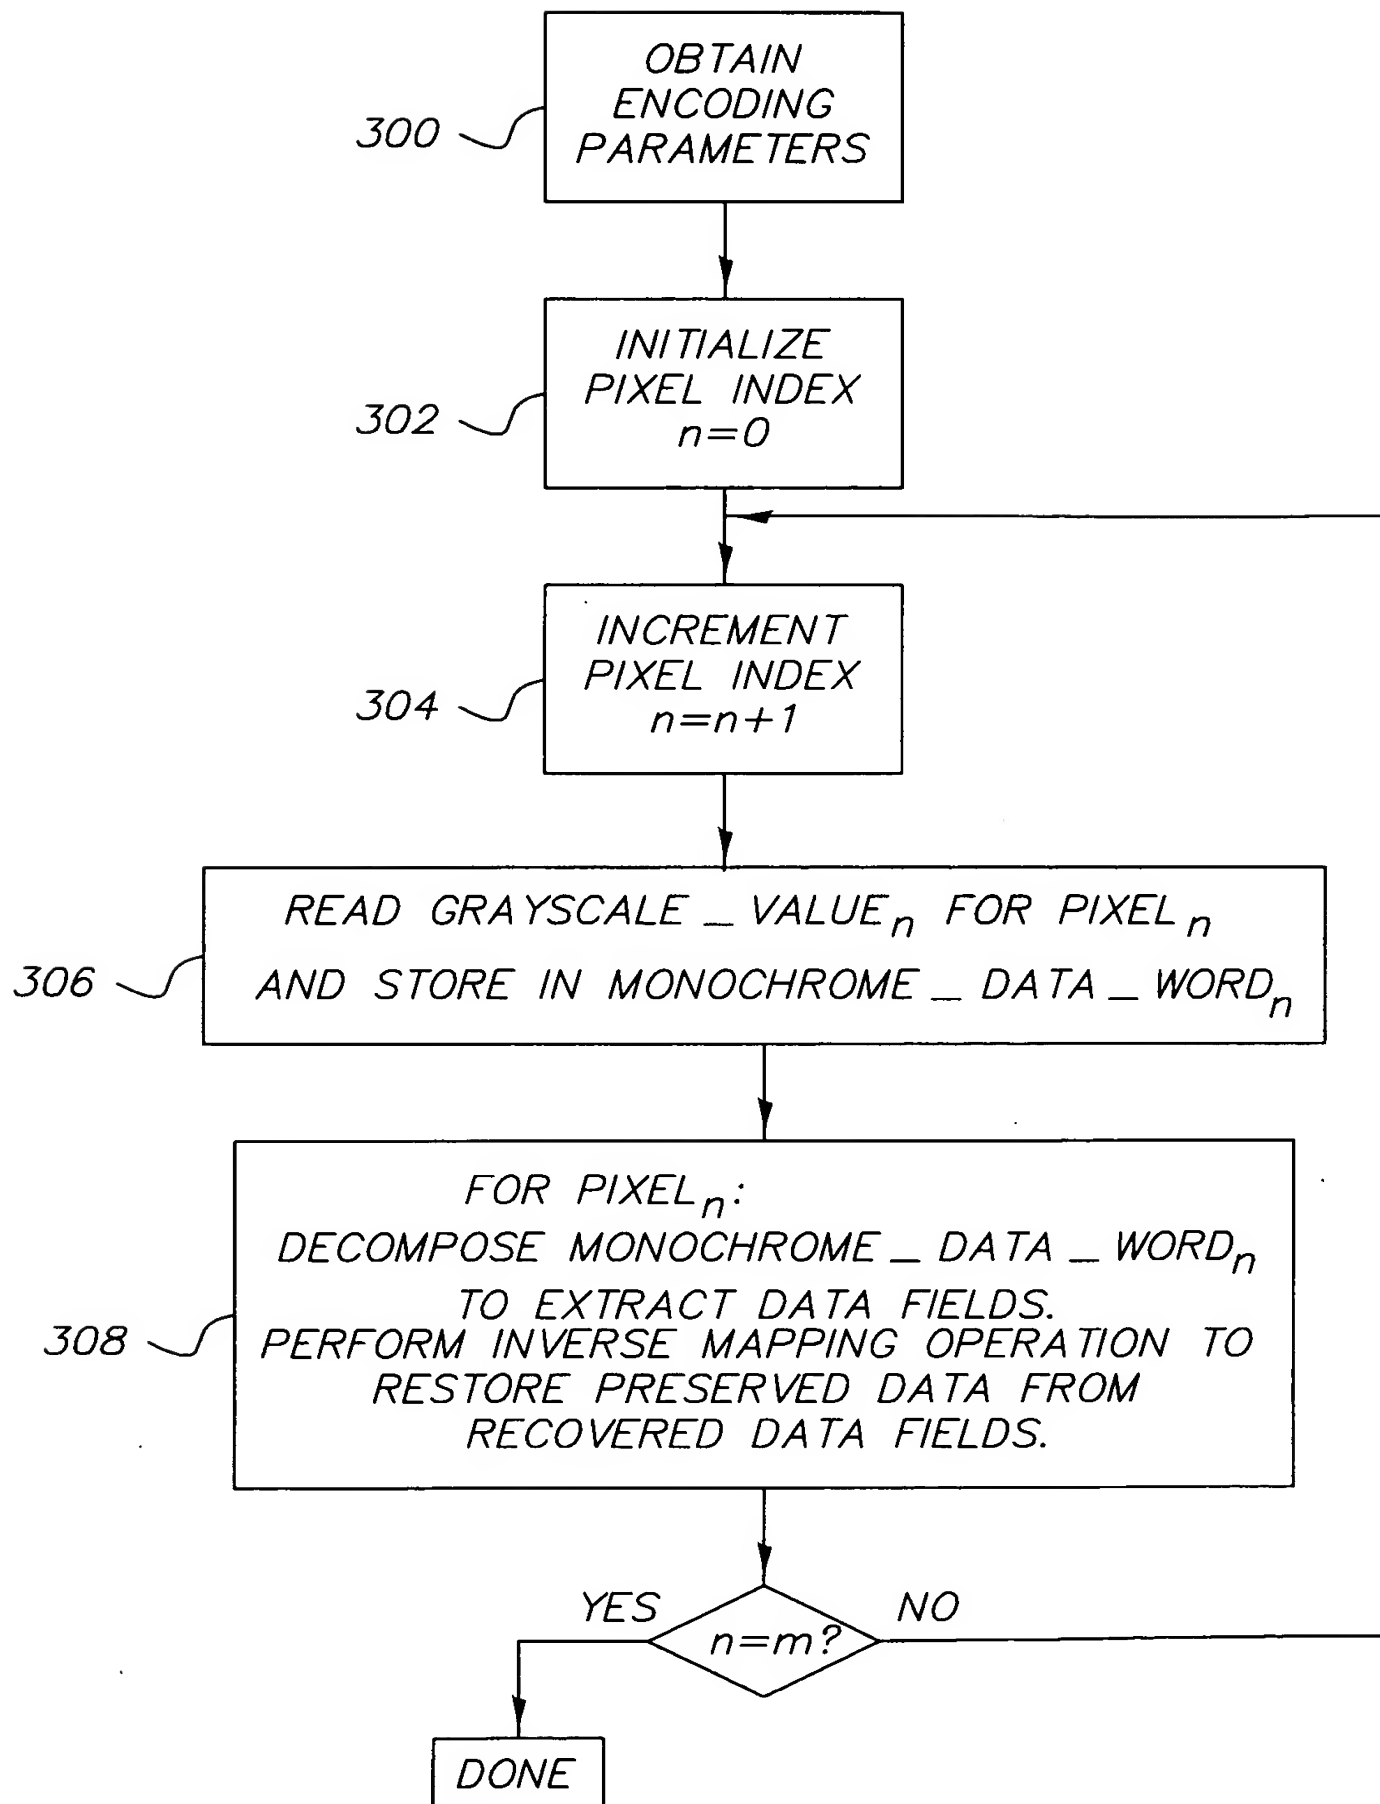 OBTAIN
ENCODING
PARAMETERS
300
INITIALIZE
PIXEL INDEX
n=0
302
INCREMENT
PIXEL INDEX
n=n+1
304
READ GRAYSCALE_VALUEn FOR PIXELn
AND STORE IN MONOCHROME_DATA_WORDn
306
FOR PIXELn:
DECOMPOSE MONOCHROME_DATA_WORDn
TO EXTRACT DATA FIELDS.
PERFORM INVERSE MAPPING OPERATION TO
RESTORE PRESERVED DATA FROM
RECOVERED DATA FIELDS.
308
YES
n=m?
NO
DONE